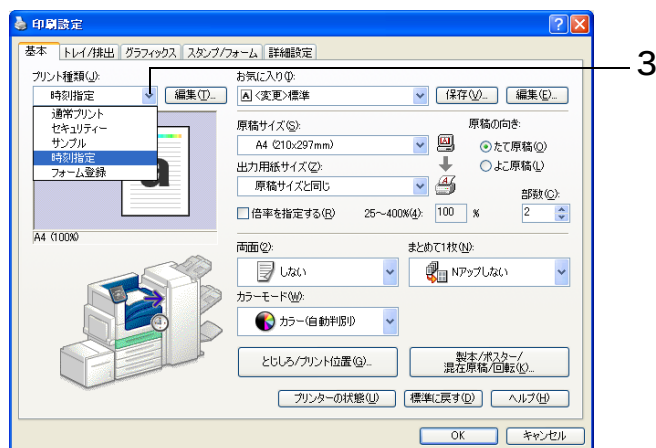 印刷設定
基本 トレイ/排出 グラフィックス スタンプ/フォーム 詳細設定
3
プリント種類(J):
時刻指定 編集(T)...
通常プリント
セキュリティー
サンプル
時刻指定
フォーム登録
A4 (100%)
お気に入り(I):
<変更>標準 保存(V)... 編集(E)...
原稿サイズ(S):
A4 (210x297mm)
原稿の向き:
たて原稿(O)
よこ原稿(L)
出力用紙サイズ(Z):
原稿サイズと同じ
部数(C):
倍率を指定する(R) 25～400%(4): 100 % 2
両面(2):
しない
まとめて1枚(N):
Nアップしない
カラーモード(W):
カラー(自動判別)
とじしろ/プリント位置(G)...
製本/ポスター/
混在原稿/回転(K)...
プリンターの状態(U) 標準に戻す(D) ヘルプ(H)
OK キャンセル